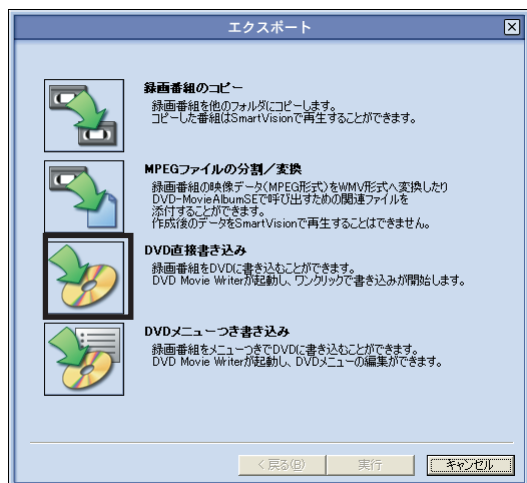 エクスポート
録画番組のコピー
録画番組を他のフォルダにコピーします。
コピーした番組はSmartVisionで再生することができます。
MPEGファイルの分割/変換
録画番組の映像データ(MPEG形式)をWMV形式へ変換したり
DVD-MovieAlbumSEで呼び出すための関連ファイルを
添付することができます。
作成後のデータをSmartVisionで再生することはできません。
DVD直接書き込み
録画番組をDVDに書き込むことができます。
DVD Movie Writerが起動し、ワンクリックで書き込みが開始します。
DVDメニューつき書き込み
録画番組をメニューつきでDVDに書き込むことができます。
DVD Movie Writerが起動し、DVDメニューの編集ができます。
< 戻る(B) 実行 キャンセル